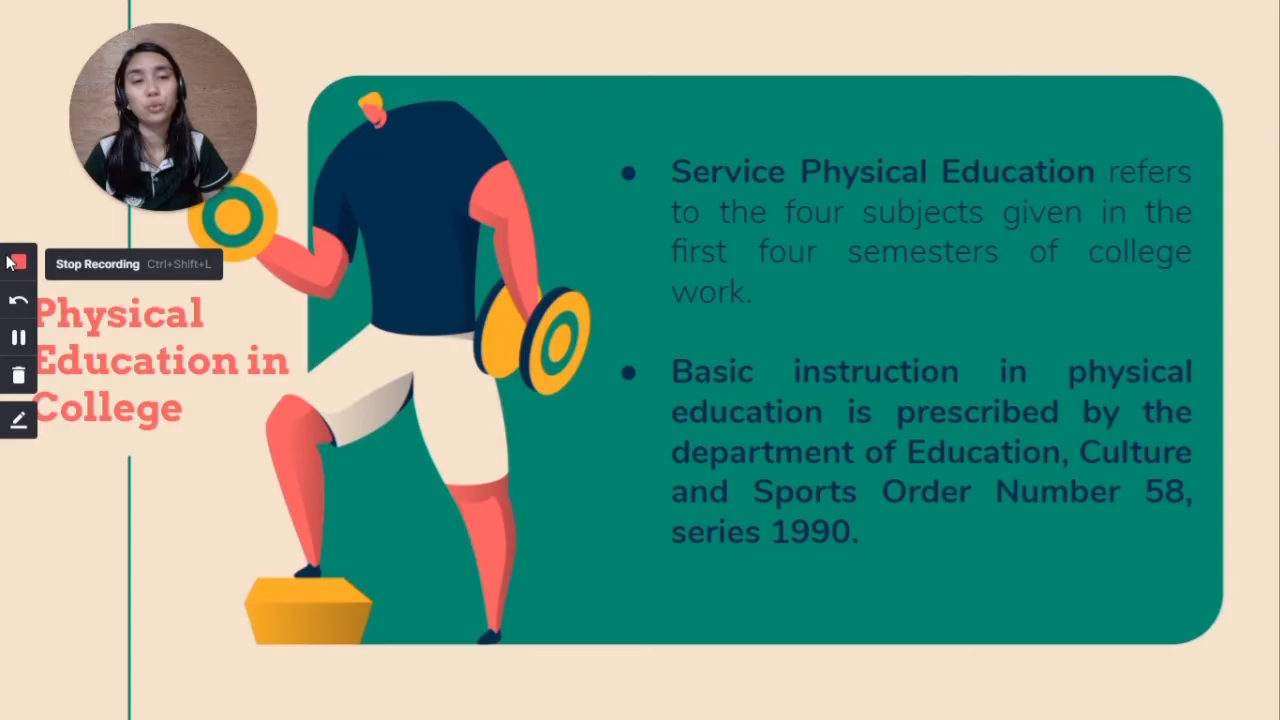 Stop Recording Ctrl+Shift+L
Physical
Education in
College
● Service Physical Education refers
to the four subjects given in the
first four semesters of college
work.
● Basic instruction in physical
education is prescribed by the
department of Education, Culture
and Sports Order Number 58,
series 1990.